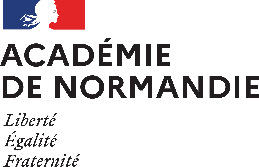 ACADÉMIE
DE NORMANDIE
Liberté
Égalité
Fraternité